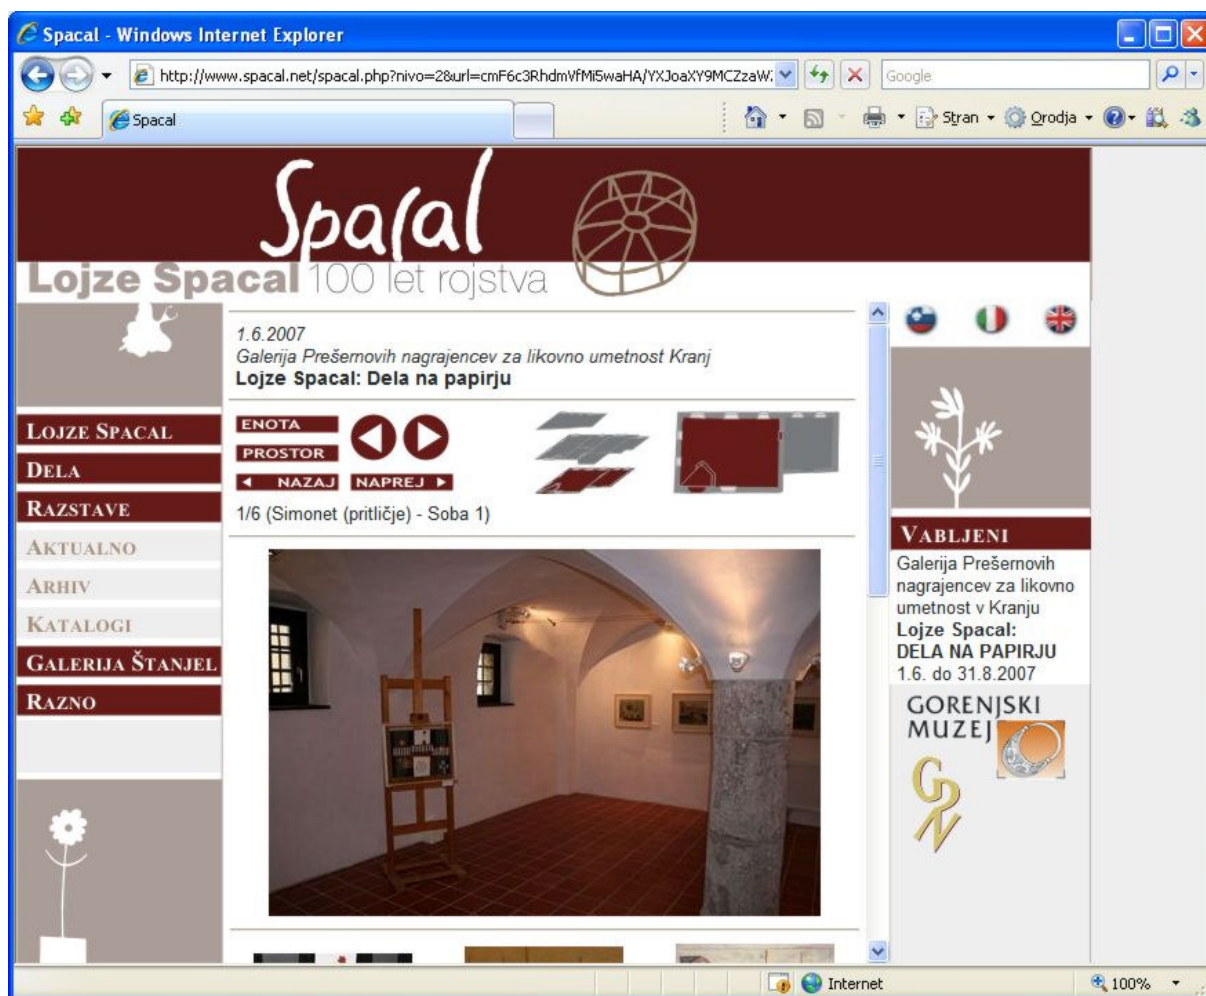 Spacal - Windows Internet Explorer
http://www.spacal.net/spacal.php?nivo=2&url=cmF6c3RhdmVfMi5waHA/YXJoaXY9MCZzaW
Google
Spacal
Stran
Orodja
Spacal
Lojze Spacal 100 let rojstva
1.6.2007
Galerija Prešernovih nagrajencev za likovno umetnost Kranj
Lojze Spacal: Dela na papirju
ENOTA
PROSTOR
NAZAJ
NAPREJ
1/6 (Simonet (pritličje) - Soba 1)
LOJZE SPACAL
DELA
RAZSTAVE
AKTUALNO
ARHIV
KATALOGI
GALERIJA ŠTANJEL
RAZNO
VABLJENI
Galerija Prešernovih
nagrajencev za likovno
umetnost v Kranju
Lojze Spacal:
DELA NA PAPIRJU
1.6. do 31.8.2007
GORENJSKI
MUZEJ
GPN
Internet
100%